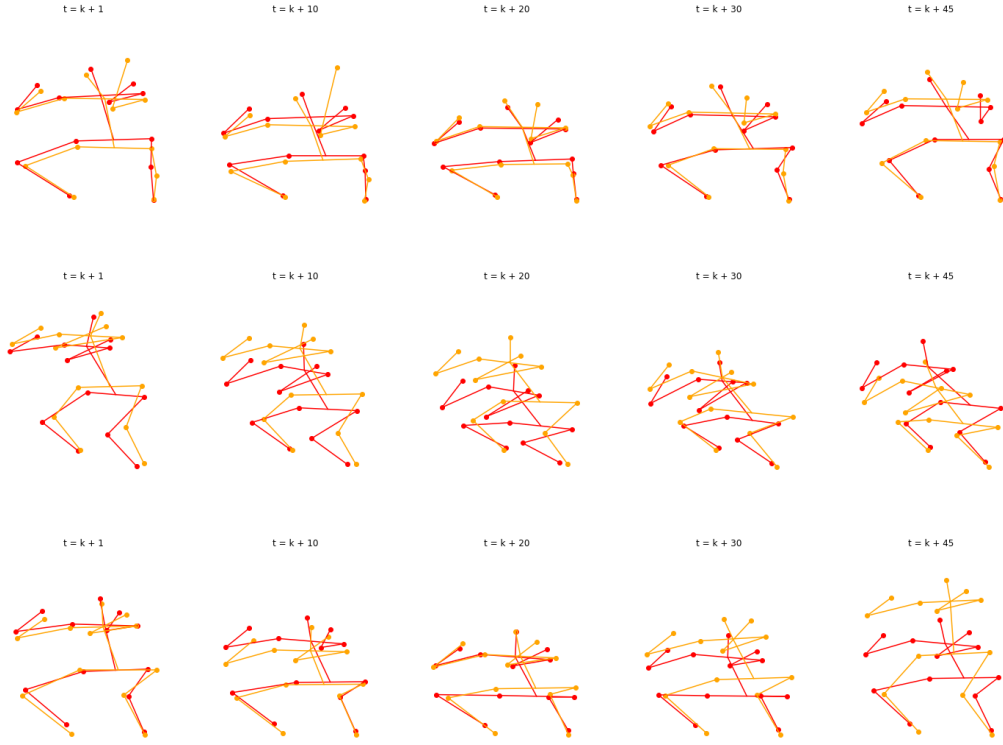 t = k + 1
t = k + 10
t = k + 20
t = k + 30
t = k + 45
t = k + 1
t = k + 10
t = k + 20
t = k + 30
t = k + 45
t = k + 1
t = k + 10
t = k + 20
t = k + 30
t = k + 45